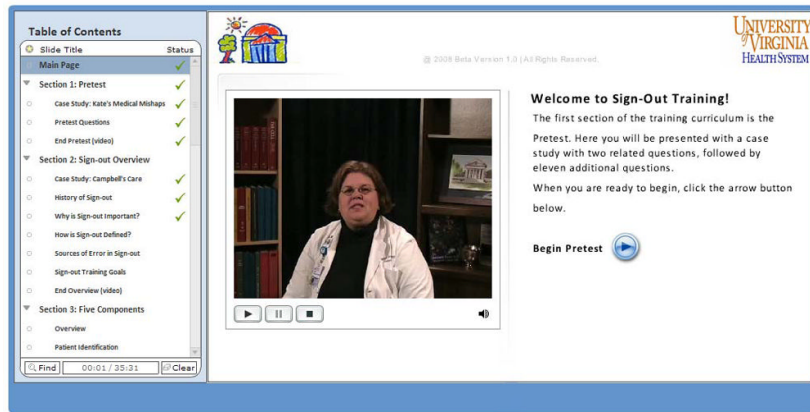 Table of Contents
Slide Title Status
Main Page
Section 1: Pretest
Case Study: Kate's Medical Mishaps
Pretest Questions
End Pretest (video)
Section 2: Sign-out Overview
Case Study: Campbell's Care
History of Sign-out
Why is Sign-out Important?
How is Sign-out Defined?
Sources of Error in Sign-out
Sign-out Training Goals
End Overview (video)
Section 3: Five Components
Overview
Patient Identification
Find 00:01 / 35:31 Clear
@ 2009 Beta Version 1.0 | All Rights Reserved.
UNIVERSITY
of VIRGINIA
HEALTH SYSTEM
Welcome to Sign-Out Training!
The first section of the training curriculum is the
Pretest. Here you will be presented with a case
study with two related questions, followed by
eleven additional questions.
When you are ready to begin, click the arrow button
below.
Begin Pretest